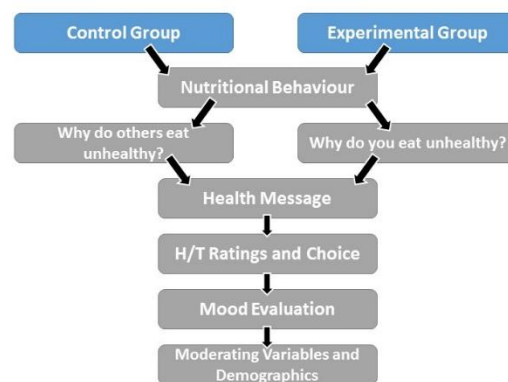 Control Group
Experimental Group
Nutritional Behaviour
Why do others eat
unhealthy?
Why do you eat unhealthy?
Health Message
H/T Ratings and Choice
Mood Evaluation
Moderating Variables and
Demographics